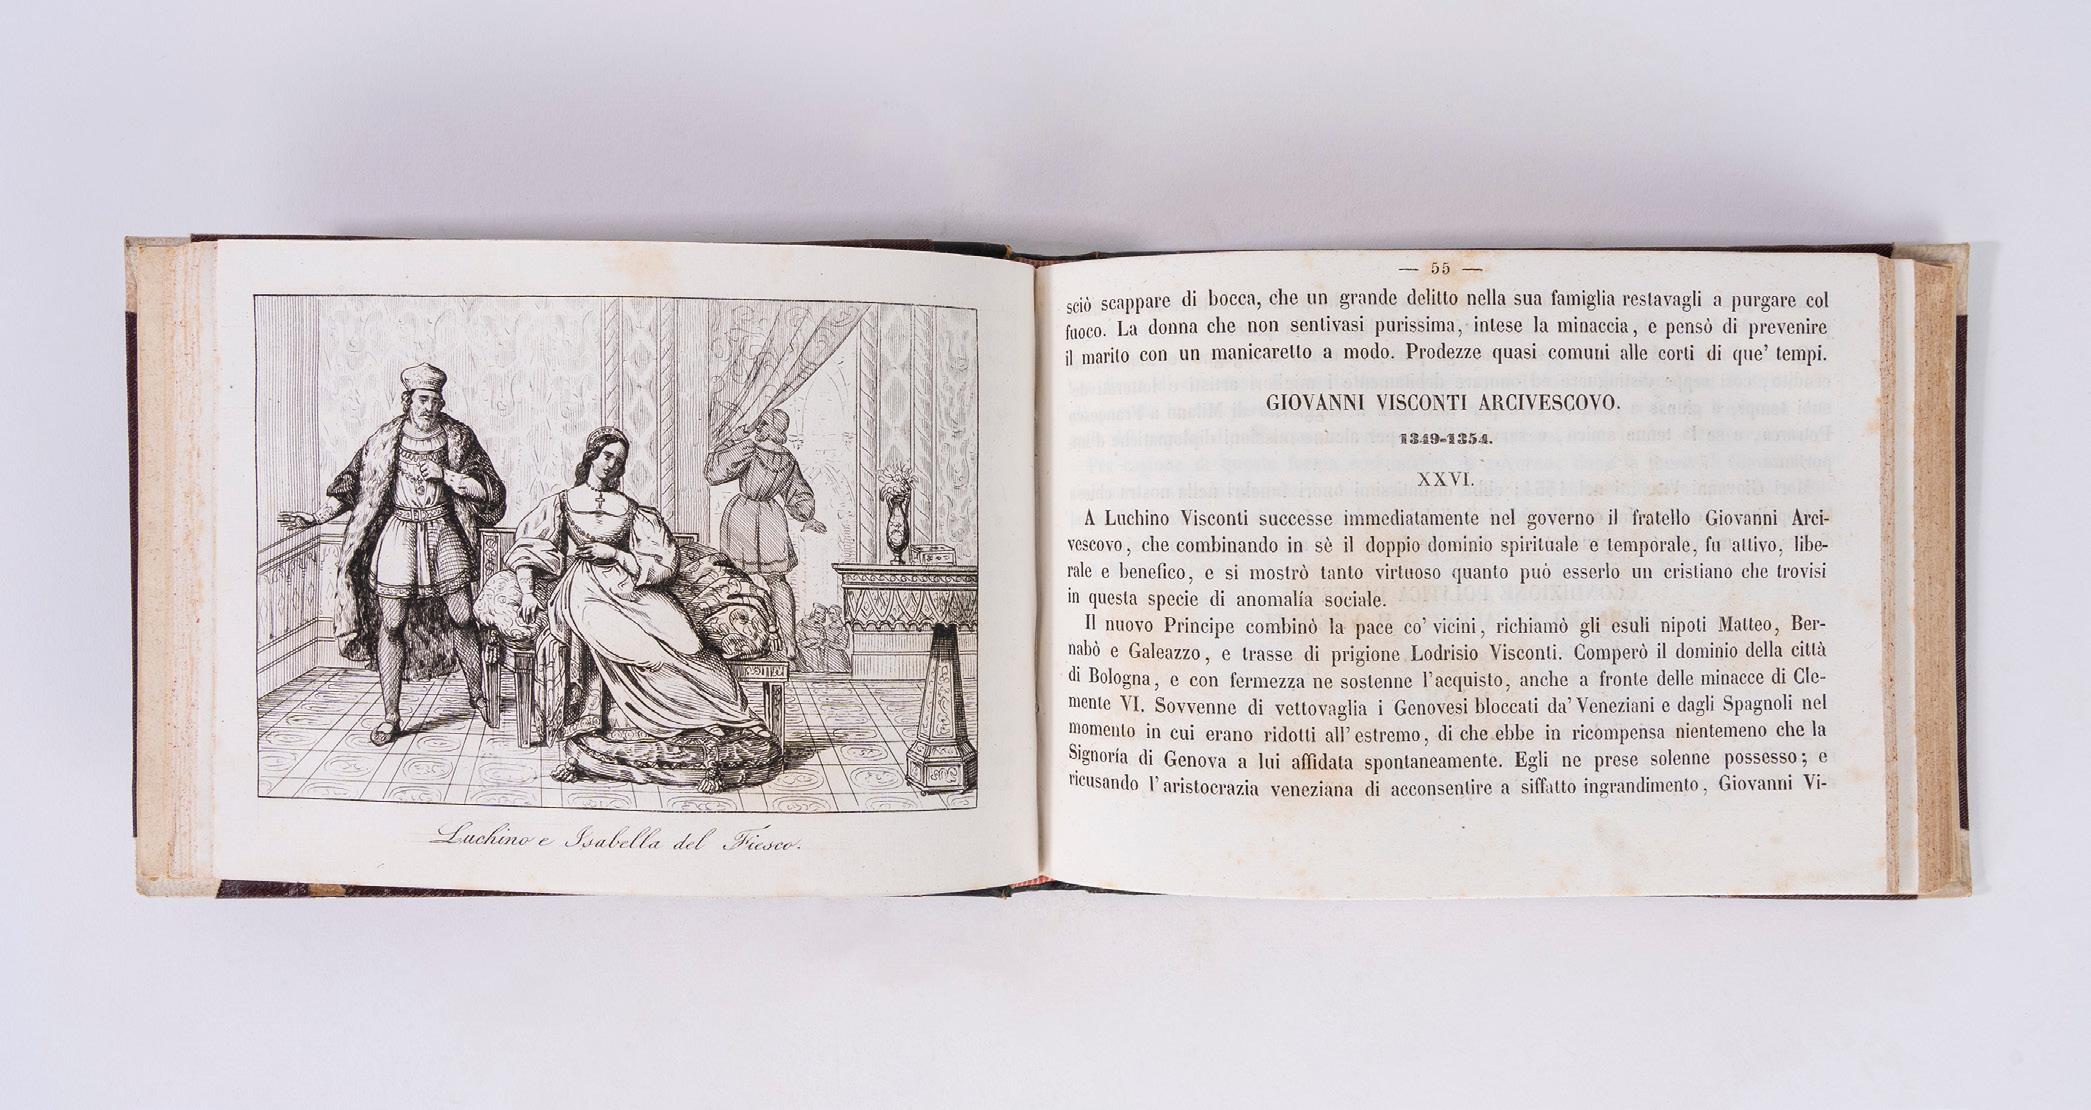 Luchino e Isabella del Fiesco.
— 55 —
sciò scappare di bocca, che un grande delitto nella sua famiglia restavagli a purgare col
fuoco. La donna che non sentivasi purissima, intese la minaccia, e pensò di prevenire
il marito con un manicaretto a modo. Prodezze quasi comuni alle corti di que' tempi.
GIOVANNI VISCONTI ARCIVESCOVO.
1349-1354.
XXVI.
A Luchino Visconti successe immediatamente nel governo il fratello Giovanni Arci-
vescovo, che combinando in sè il doppio dominio spirituale e temporale, fu attivo, libe-
rale e benefico, e si mostrò tanto virtuoso quanto può esserlo un cristiano che trovisi
in questa specie di anomalía sociale.
Il nuovo Principe combinò la pace co' vicini, richiamò gli esuli nipoti Matteo, Ber-
nabò e Galeazzo, e trasse di prigione Lodrisio Visconti. Comperò il dominio della città
di Bologna, e con fermezza ne sostenne l'acquisto, anche a fronte delle minacce di Cle-
mente VI. Sovvenne di vettovaglia i Genovesi bloccati da' Veneziani e dagli Spagnoli nel
momento in cui erano ridotti all'estremo, di che ebbe in ricompensa nientemeno che la
Signoría di Genova a lui affidata spontaneamente. Egli ne prese solenne possesso; e
ricusando l'aristocrazia veneziana di acconsentire a siffatto ingrandimento, Giovanni Vi-